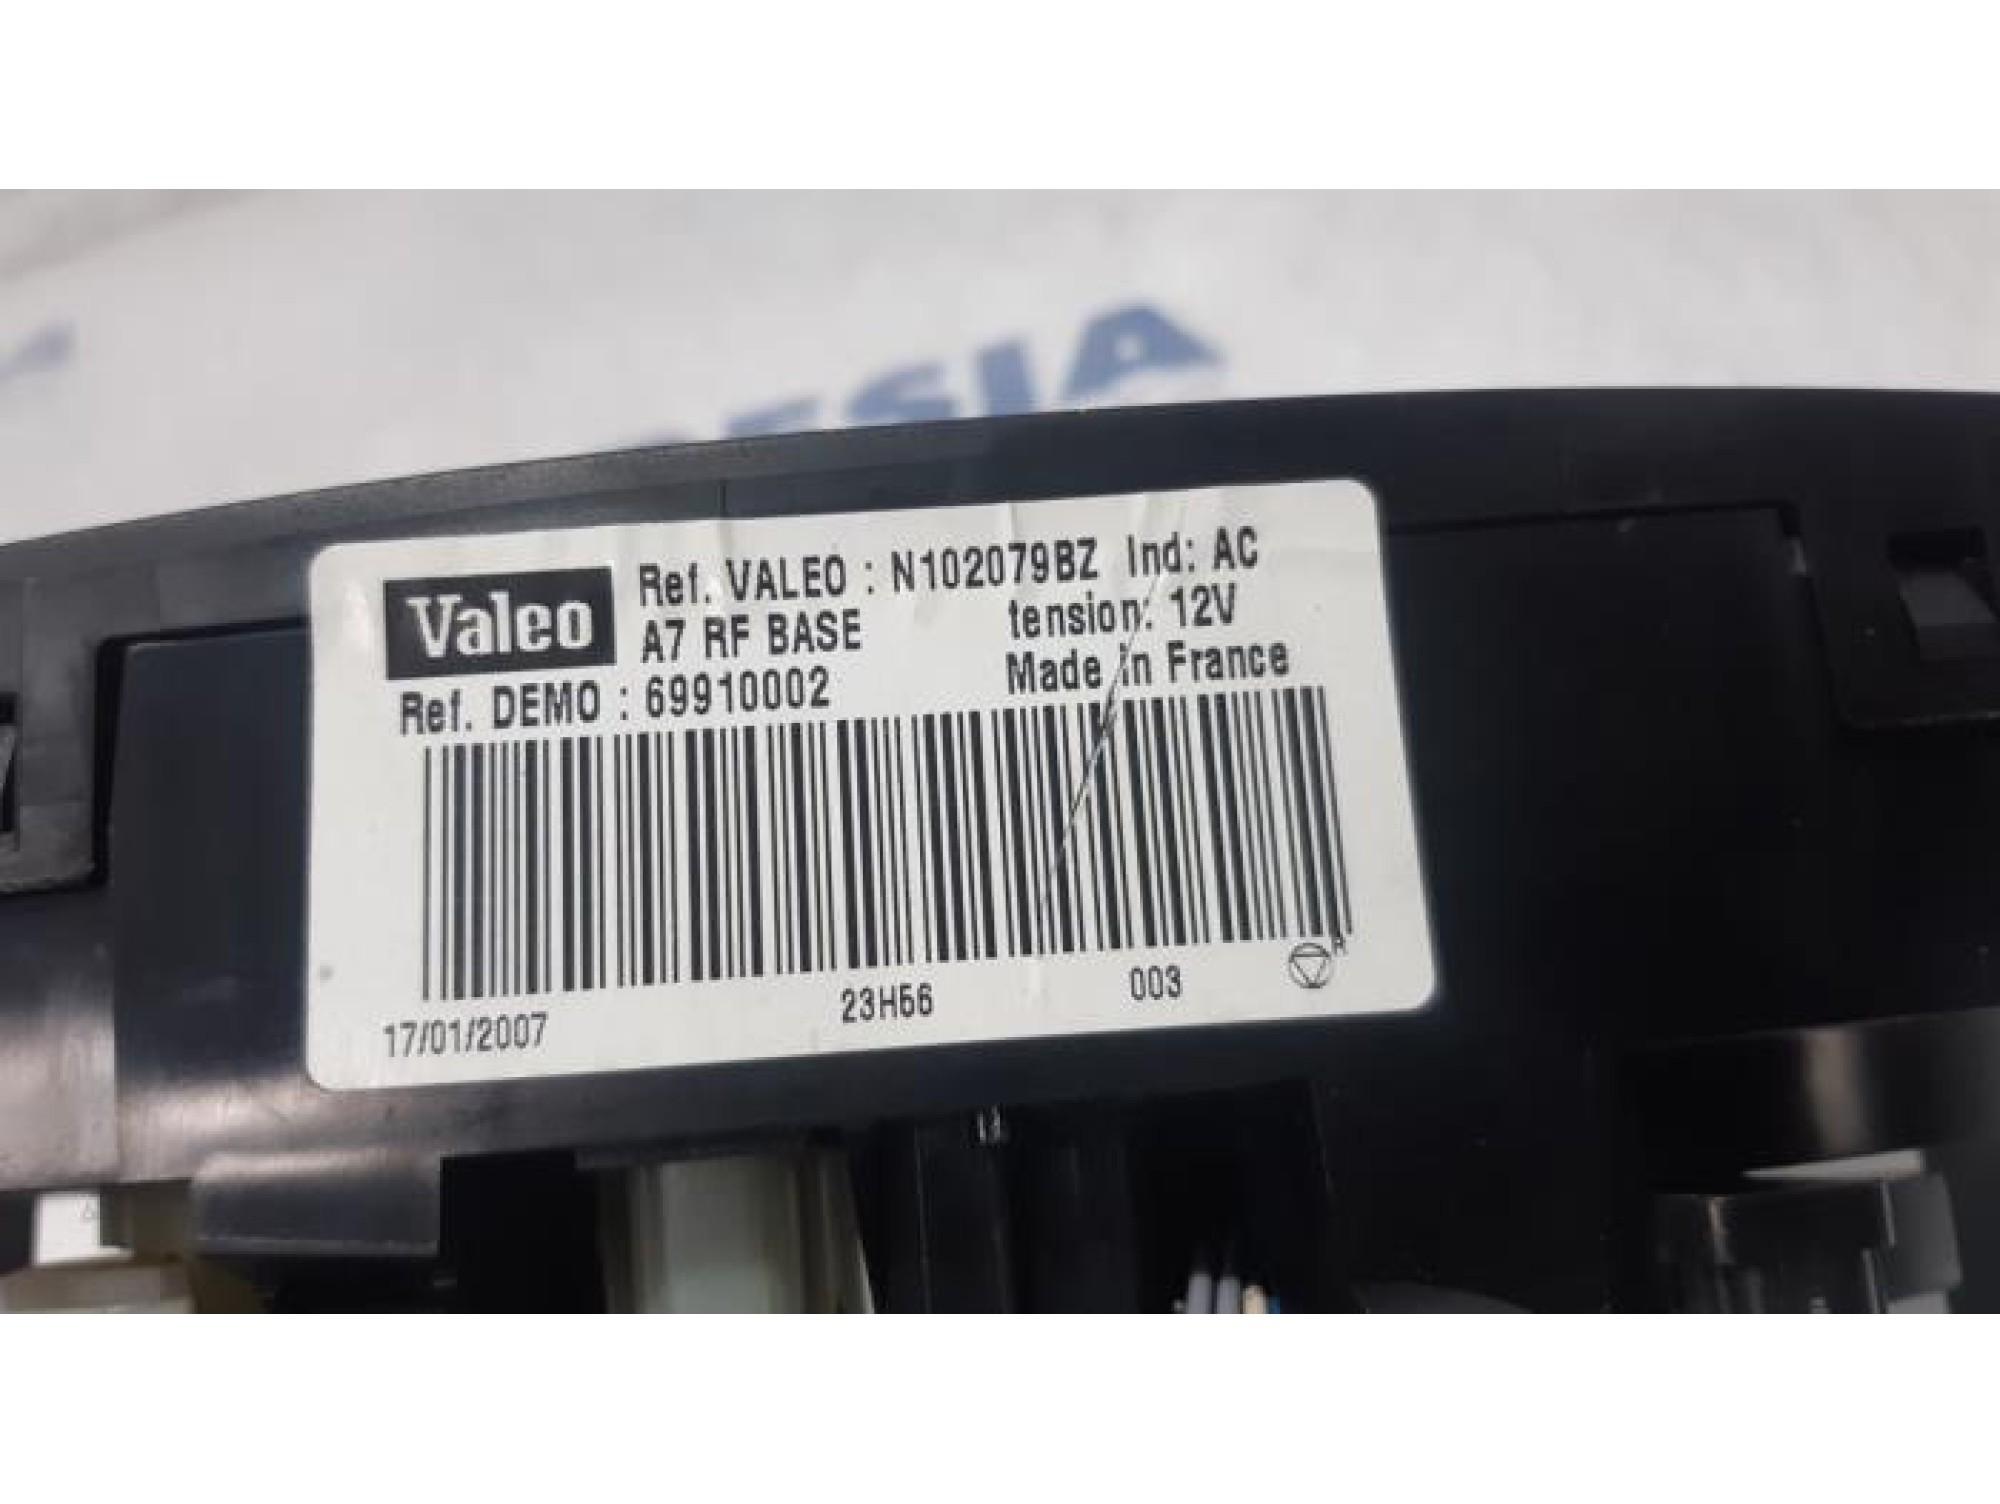 ESIA
Valeo
Ref. VALEO : N102079BZ Ind: AC
A7 RF BASE tension: 12V
Ref. DEMO : 69910002 Made in France
17/01/2007 23H56 003 R